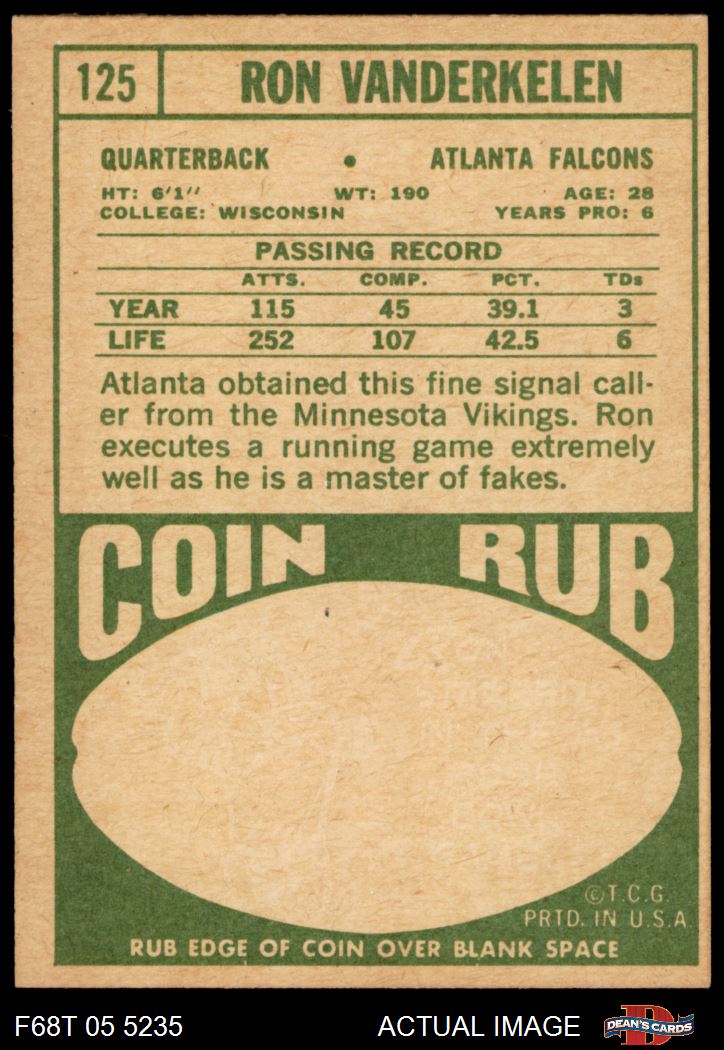 125 RON VANDERKELEN
QUARTERBACK • ATLANTA FALCONS
HT: 6'1" WT: 190 AGE: 28
COLLEGE: WISCONSIN YEARS PRO: 6
PASSING RECORD
ATTS. COMP. PCT. TDs
YEAR 115 45 39.1 3
LIFE 252 107 42.5 6
Atlanta obtained this fine signal call-
er from the Minnesota Vikings. Ron
executes a running game extremely
well as he is a master of fakes.
COIN RUB
©T.C.G.
PRTD. IN U.S.A.
RUB EDGE OF COIN OVER BLANK SPACE
F68T 05 5235 ACTUAL IMAGE DEAN'S CARDS